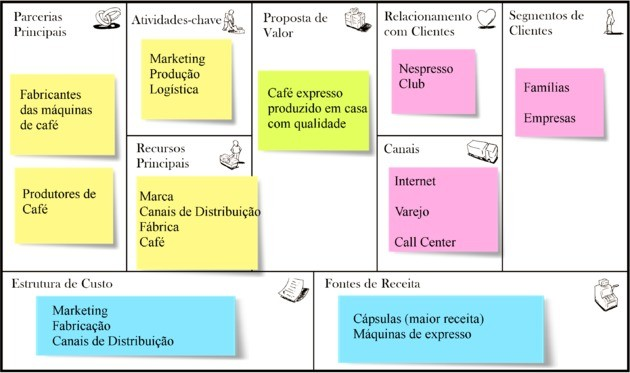 Parcerias
Principais
Fabricantes
das máquinas
de café
Produtores de
Café
Atividades-chave
Marketing
Produção
Logística
Recursos
Principais
Marca
Canais de Distribuição
Fábrica
Café
Proposta de
Valor
Café expresso
produzido em casa
com qualidade
Relacionamento
com Clientes
Nespresso
Club
Canais
Internet
Varejo
Call Center
Segmentos de
Clientes
Famílias
Empresas
Estrutura de Custo
Marketing
Fabricação
Canais de Distribuição
Fontes de Receita
Cápsulas (maior receita)
Máquinas de expresso